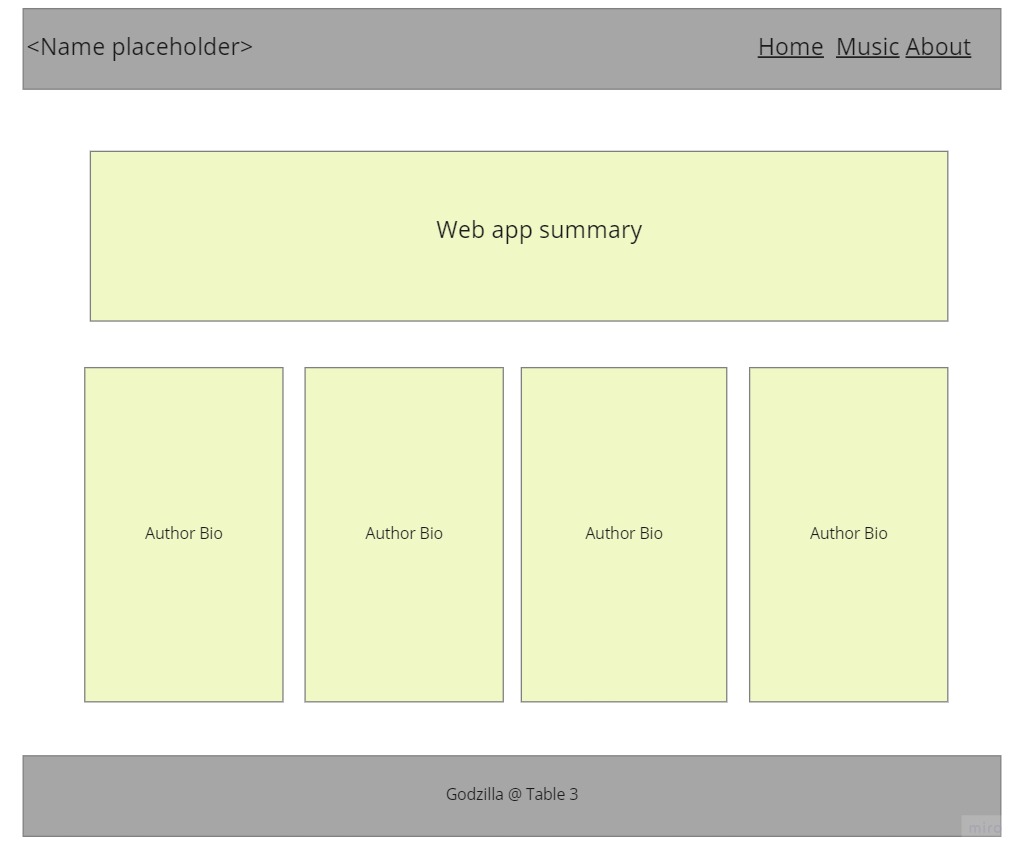 <Name placeholder> Home Music About
Web app summary
Author Bio Author Bio Author Bio Author Bio
Godzilla @ Table 3
miro